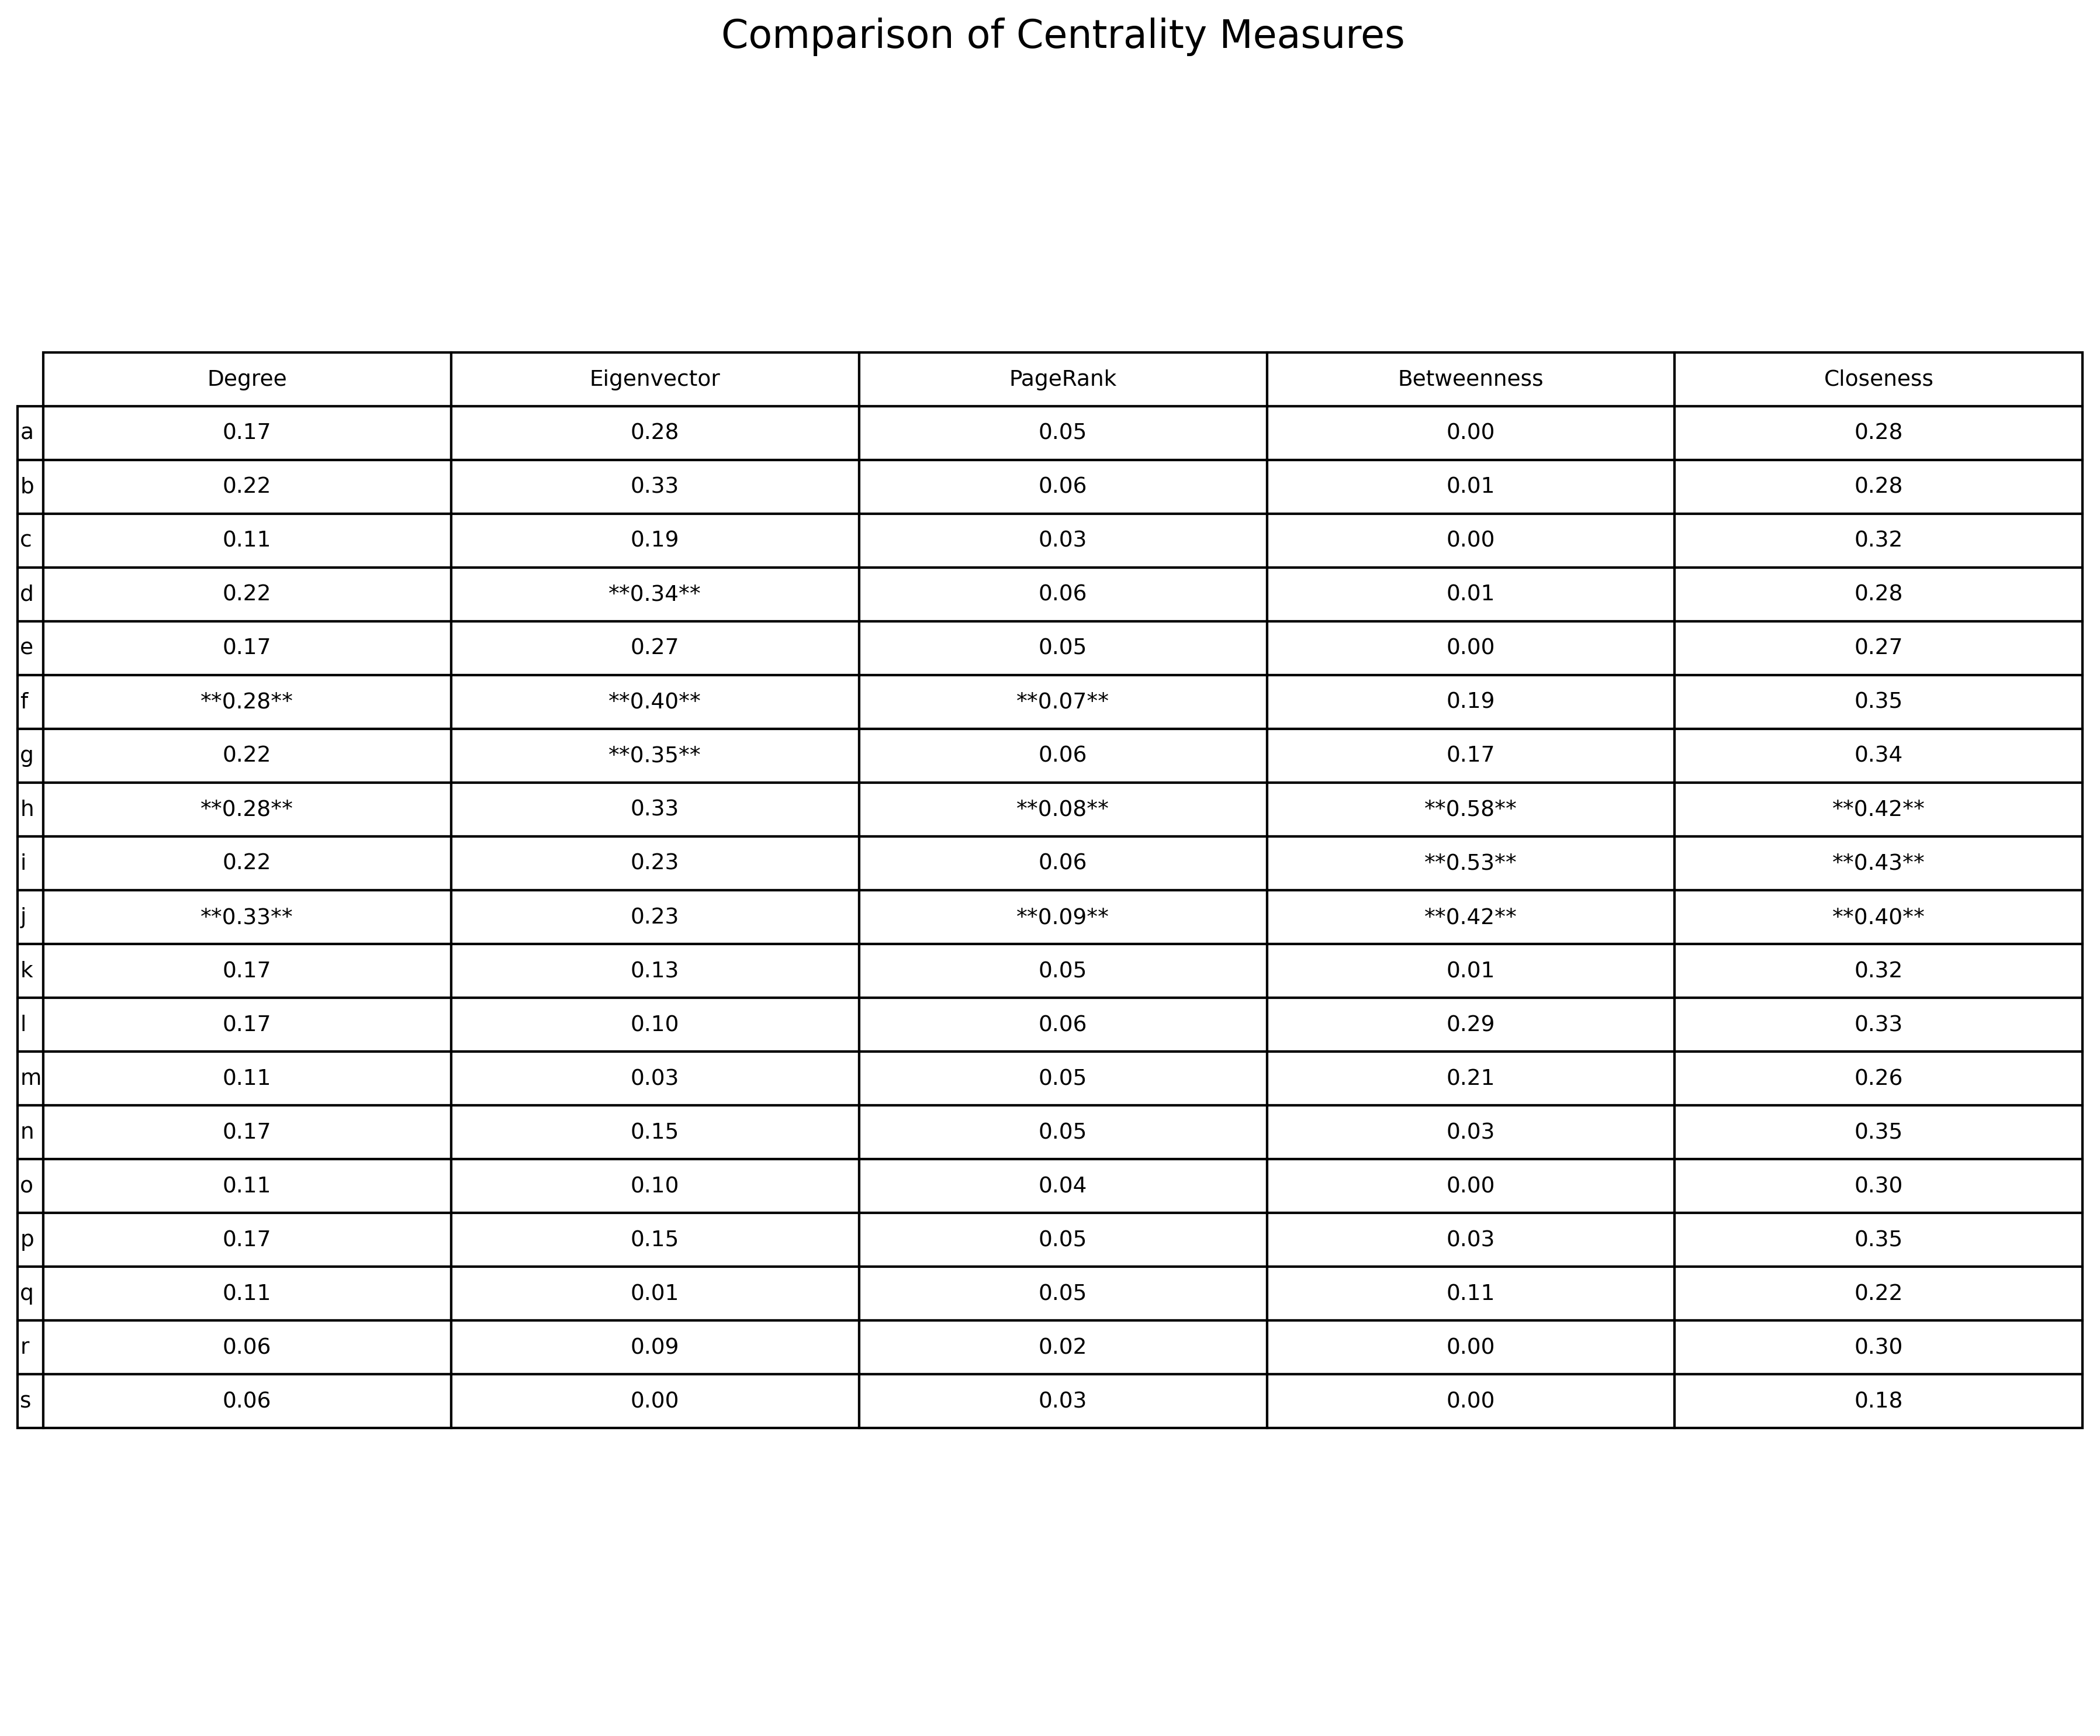 Comparison of Centrality Measures
Degree Eigenvector PageRank Betweenness Closeness
a 0.17 0.28 0.05 0.00 0.28
b 0.22 0.33 0.06 0.01 0.28
c 0.11 0.19 0.03 0.00 0.32
d 0.22 **0.34** 0.06 0.01 0.28
e 0.17 0.27 0.05 0.00 0.27
f **0.28** **0.40** **0.07** 0.19 0.35
g 0.22 **0.35** 0.06 0.17 0.34
h **0.28** 0.33 **0.08** **0.58** **0.42**
i 0.22 0.23 0.06 **0.53** **0.43**
j **0.33** 0.23 **0.09** **0.42** **0.40**
k 0.17 0.13 0.05 0.01 0.32
l 0.17 0.10 0.06 0.29 0.33
m 0.11 0.03 0.05 0.21 0.26
n 0.17 0.15 0.05 0.03 0.35
o 0.11 0.10 0.04 0.00 0.30
p 0.17 0.15 0.05 0.03 0.35
q 0.11 0.01 0.05 0.11 0.22
r 0.06 0.09 0.02 0.00 0.30
s 0.06 0.00 0.03 0.00 0.18